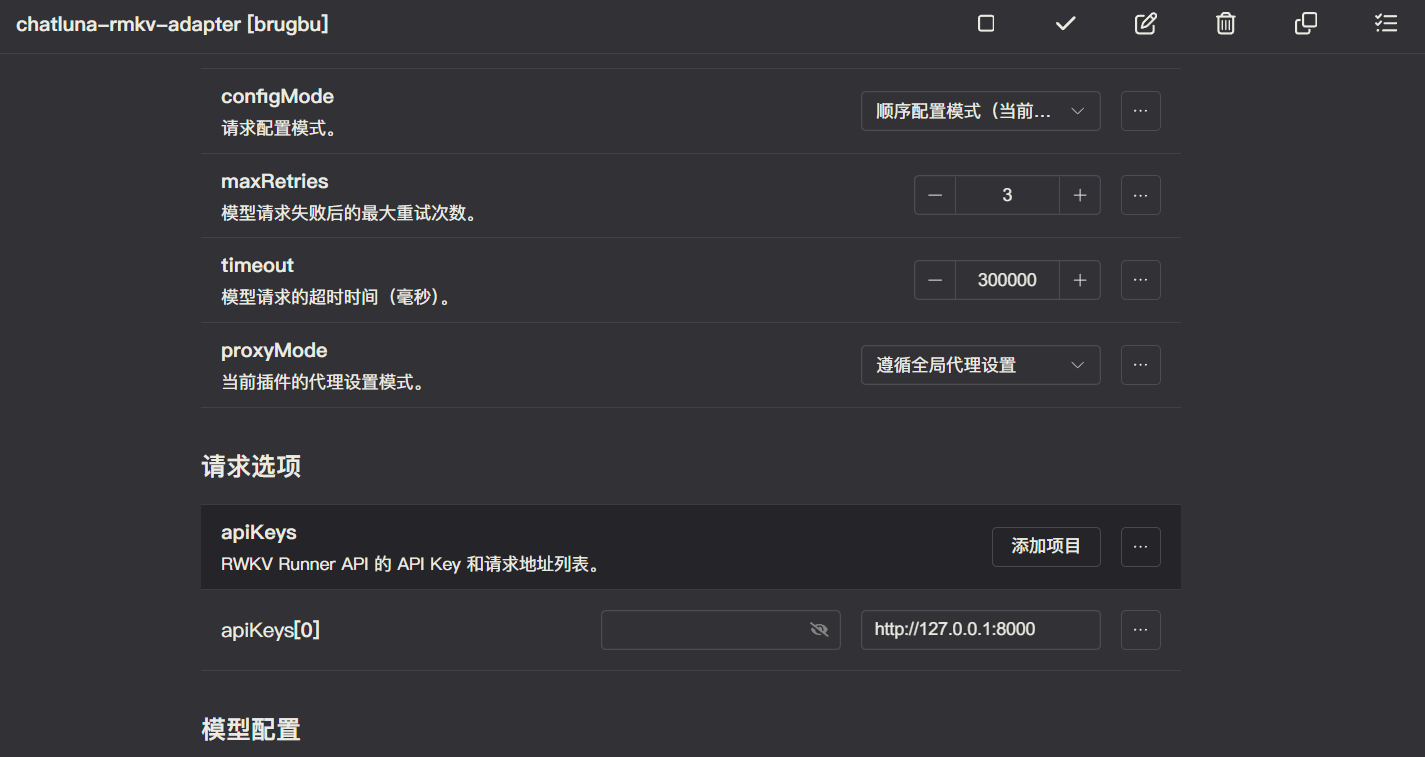 chatluna-rmkv-adapter [brugbu]
configMode
请求配置模式。
顺序配置模式（当前...
maxRetries
模型请求失败后的最大重试次数。
3
timeout
模型请求的超时时间（毫秒）。
300000
proxyMode
当前插件的代理设置模式。
遵循全局代理设置
请求选项
apiKeys
RWKV Runner API 的 API Key 和请求地址列表。
添加项目
apiKeys[0]
http://127.0.0.1:8000
模型配置